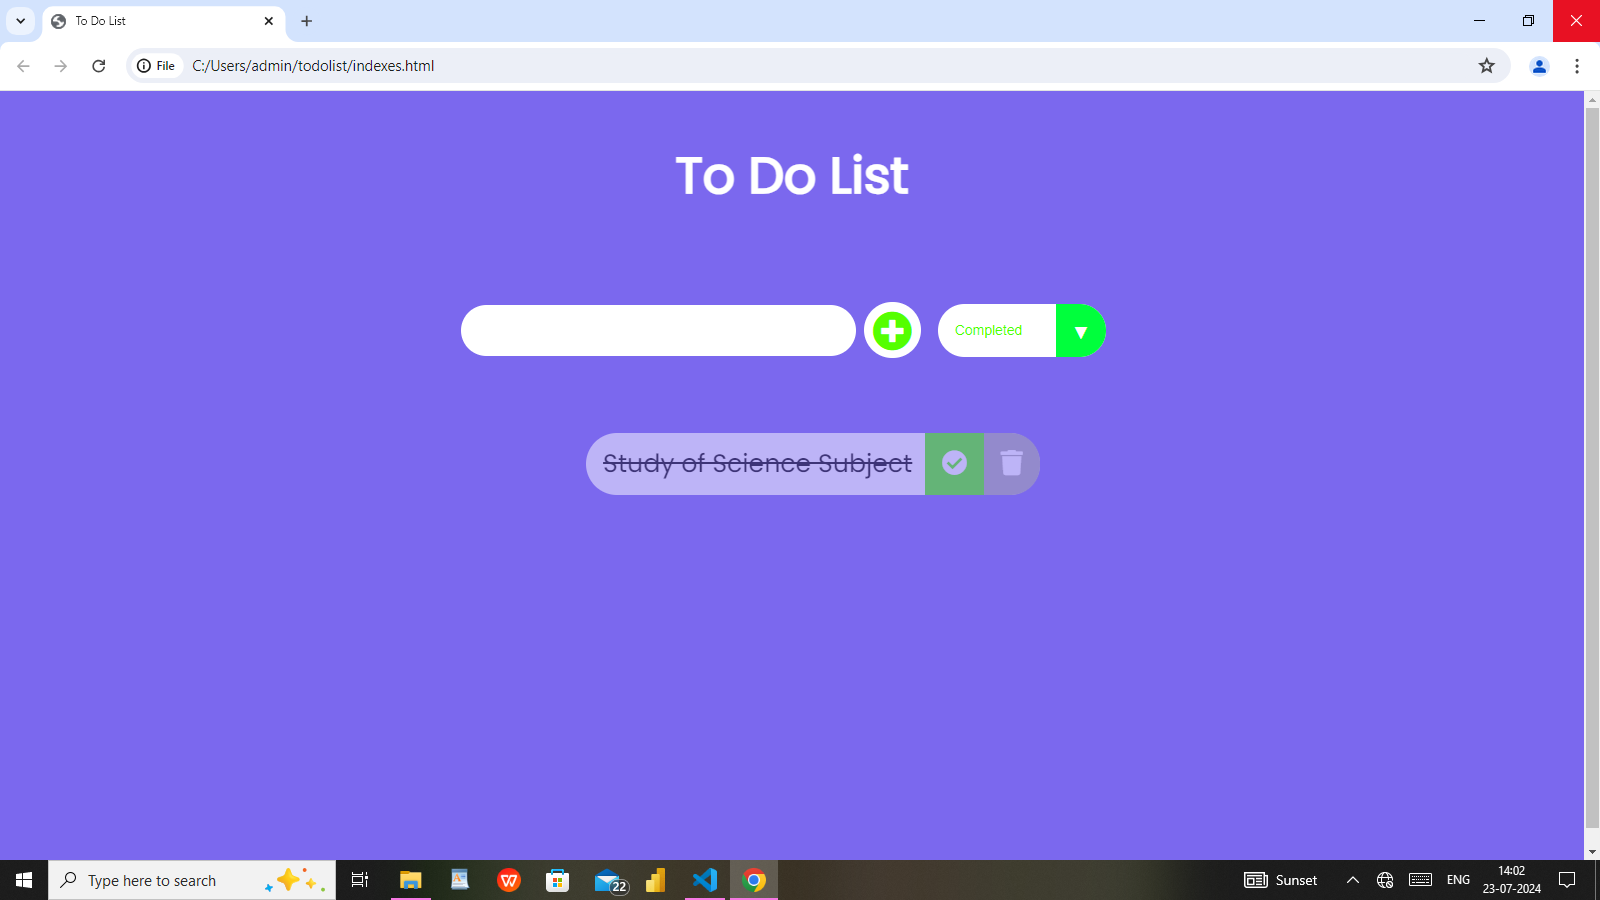 To Do List
File
C:/Users/admin/todolist/indexes.html
To Do List
Completed
Study of Science Subject
Type here to search
22
Sunset
ENG
14:02
23-07-2024